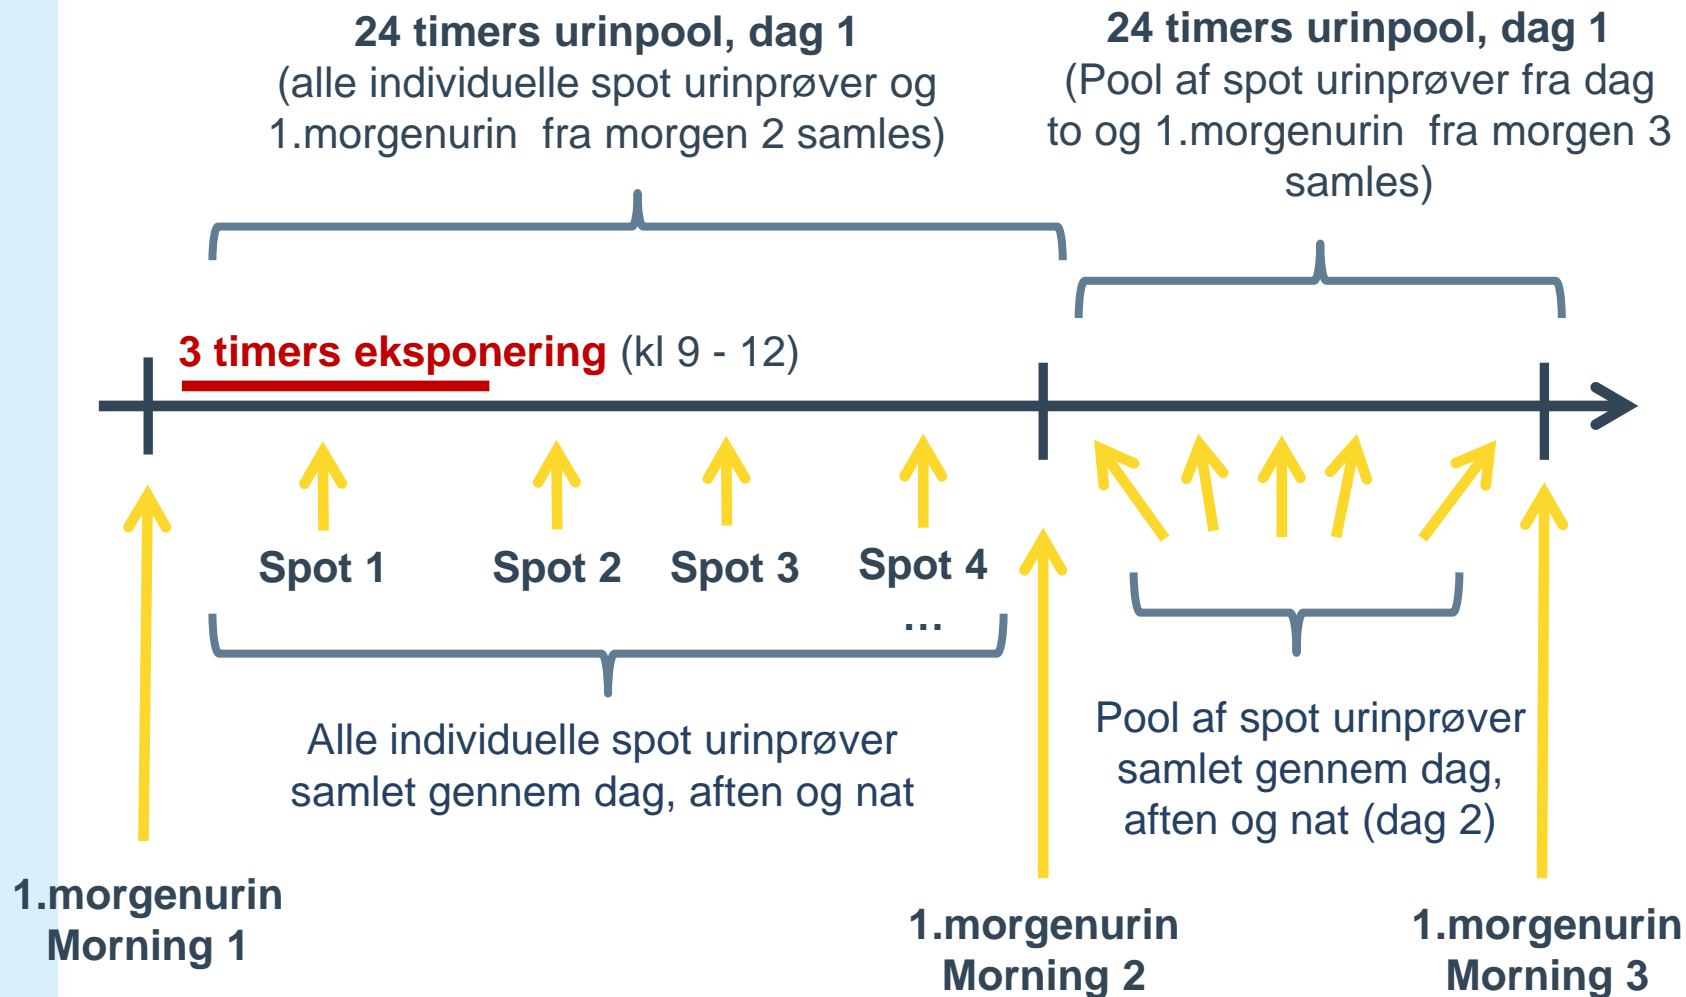 24 timers urinpool, dag 1
(alle individuelle spot urinprøver og
1.morgenurin fra morgen 2 samles)
24 timers urinpool, dag 1
(Pool af spot urinprøver fra dag
to og 1.morgenurin fra morgen 3
samles)
3 timers eksponering (kl 9 - 12)
Spot 1
Spot 2
Spot 3
Spot 4
...
Alle individuelle spot urinprøver
samlet gennem dag, aften og nat
Pool af spot urinprøver
samlet gennem dag,
aften og nat (dag 2)
1.morgenurin
Morning 1
1.morgenurin
Morning 2
1.morgenurin
Morning 3